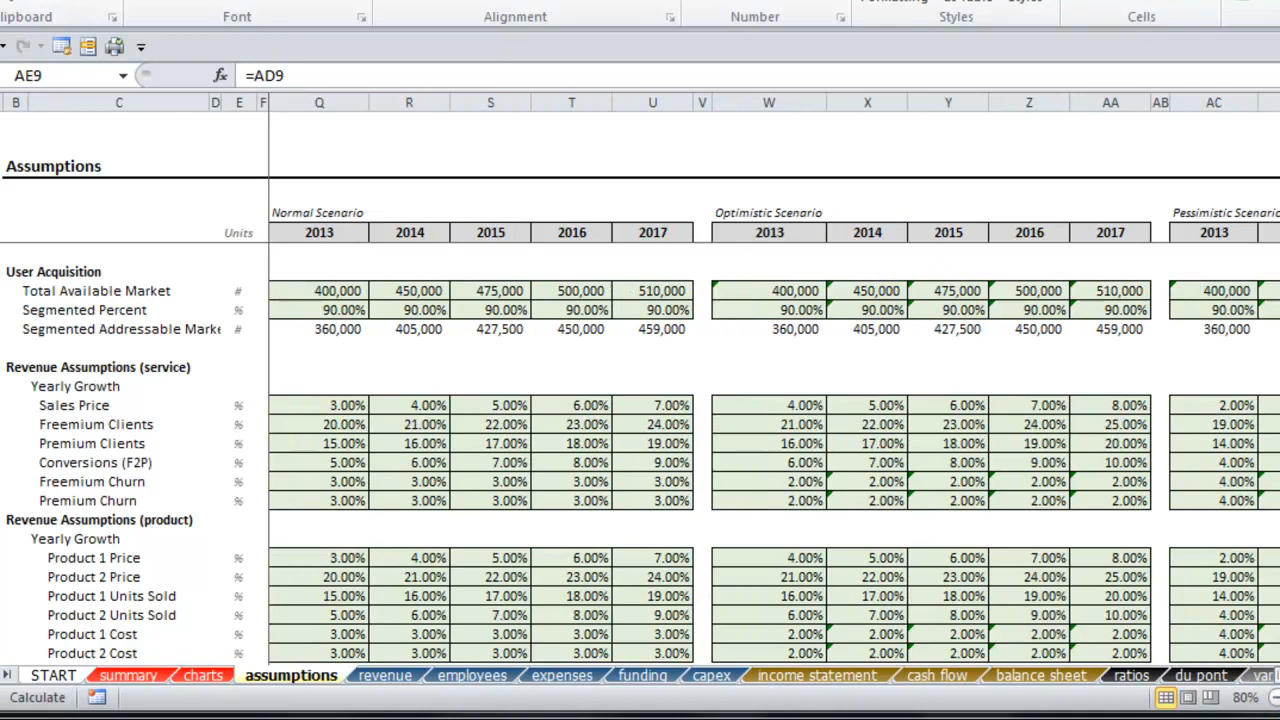 lipboard Font Alignment Number Styles Cells
AE9 fx =AD9
B C D E F Q R S T U V W X Y Z AA AB AC
Assumptions
Normal Scenario Optimistic Scenario Pessimistic Scenario
Units 2013 2014 2015 2016 2017 2013 2014 2015 2016 2017 2013
User Acquisition
Total Available Market # 400,000 450,000 475,000 500,000 510,000 400,000 450,000 475,000 500,000 510,000 400,000
Segmented Percent % 90.00% 90.00% 90.00% 90.00% 90.00% 90.00% 90.00% 90.00% 90.00% 90.00% 90.00%
Segmented Addressable Marke # 360,000 405,000 427,500 450,000 459,000 360,000 405,000 427,500 450,000 459,000 360,000
Revenue Assumptions (service)
Yearly Growth
Sales Price % 3.00% 4.00% 5.00% 6.00% 7.00% 4.00% 5.00% 6.00% 7.00% 8.00% 2.00%
Freemium Clients % 20.00% 21.00% 22.00% 23.00% 24.00% 21.00% 22.00% 23.00% 24.00% 25.00% 19.00%
Premium Clients % 15.00% 16.00% 17.00% 18.00% 19.00% 16.00% 17.00% 18.00% 19.00% 20.00% 14.00%
Conversions (F2P) % 5.00% 6.00% 7.00% 8.00% 9.00% 6.00% 7.00% 8.00% 9.00% 10.00% 4.00%
Freemium Churn % 3.00% 3.00% 3.00% 3.00% 3.00% 2.00% 2.00% 2.00% 2.00% 2.00% 4.00%
Premium Churn % 3.00% 3.00% 3.00% 3.00% 3.00% 2.00% 2.00% 2.00% 2.00% 2.00% 4.00%
Revenue Assumptions (product)
Yearly Growth
Product 1 Price % 3.00% 4.00% 5.00% 6.00% 7.00% 4.00% 5.00% 6.00% 7.00% 8.00% 2.00%
Product 2 Price % 20.00% 21.00% 22.00% 23.00% 24.00% 21.00% 22.00% 23.00% 24.00% 25.00% 19.00%
Product 1 Units Sold % 15.00% 16.00% 17.00% 18.00% 19.00% 16.00% 17.00% 18.00% 19.00% 20.00% 14.00%
Product 2 Units Sold % 5.00% 6.00% 7.00% 8.00% 9.00% 6.00% 7.00% 8.00% 9.00% 10.00% 4.00%
Product 1 Cost % 3.00% 3.00% 3.00% 3.00% 3.00% 2.00% 2.00% 2.00% 2.00% 2.00% 4.00%
Product 2 Cost % 3.00% 3.00% 3.00% 3.00% 3.00% 2.00% 2.00% 2.00% 2.00% 2.00% 4.00%
START summary charts assumptions revenue employees expenses funding capex income statement cash flow balance sheet ratios du pont vari
Calculate 80%